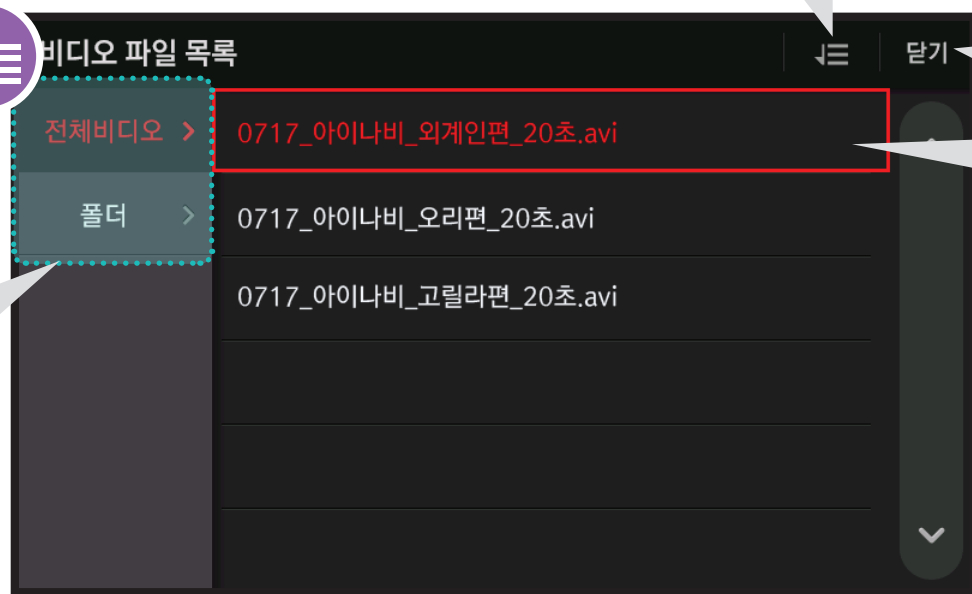 비디오 파일 목록
닫기
전체비디오
0717_아이나비_외계인편_20초.avi
폴더
0717_아이나비_오리편_20초.avi
0717_아이나비_고릴라편_20초.avi